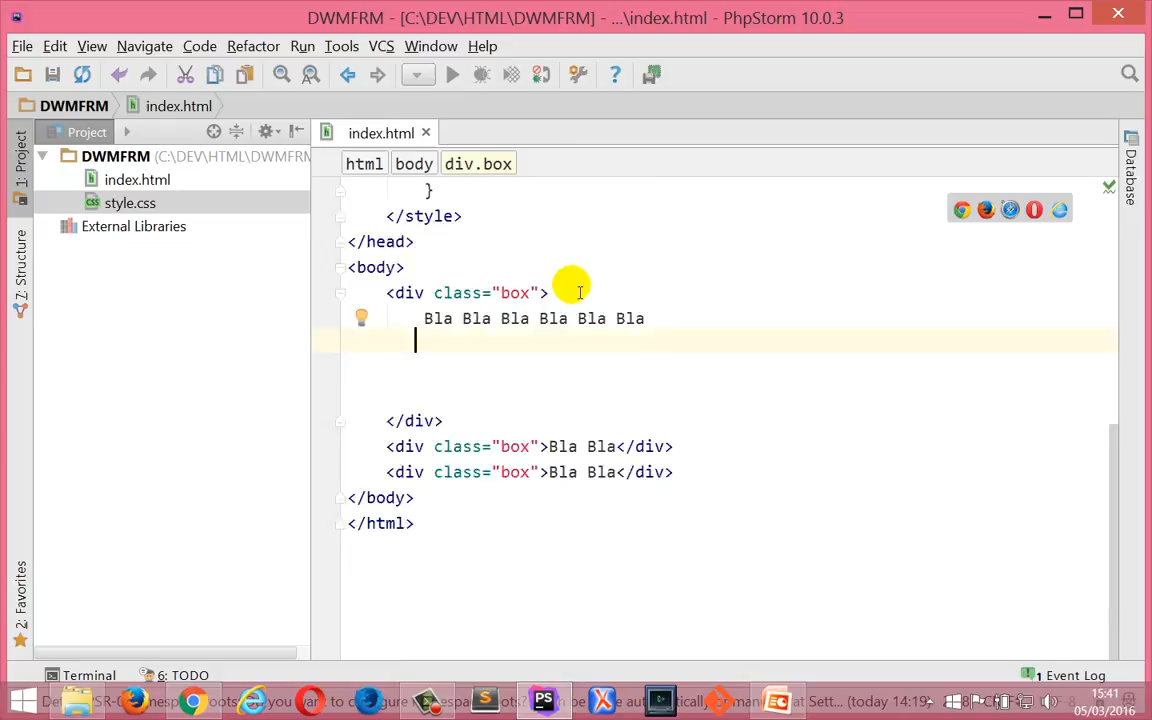 DWMFRM - [C:\DEV\HTML\DWMFRM] - ...\index.html - PhpStorm 10.0.3
File Edit View Navigate Code Refactor Run Tools VCS Window Help
DWMFRM index.html
Project
index.html
1: Project
7: Structure
2: Favorites
Database
DWMFRM (C:\DEV\HTML\DWMFRM
index.html
style.css
External Libraries
html body div.box
}
</style>
</head>
<body>
<div class="box">
Bla Bla Bla Bla Bla Bla
</div>
<div class="box">Bla Bla</div>
<div class="box">Bla Bla</div>
</body>
</html>
Terminal 6: TODO 1 Event Log
15:41
05/03/2016